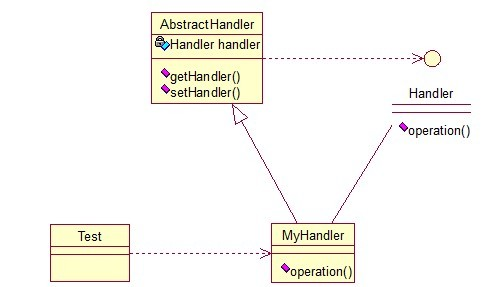 AbstractHandler
Handler handler
getHandler()
setHandler()
Handler
operation()
Test
MyHandler
operation()